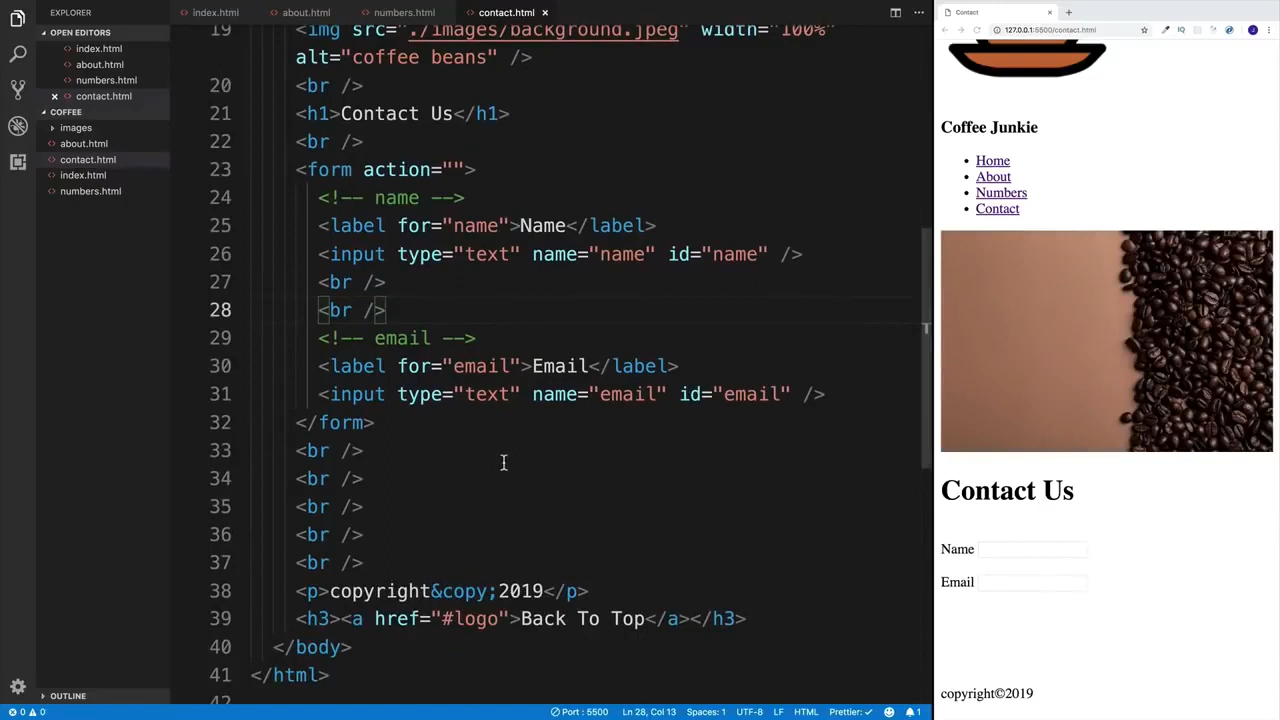 EXPLORER
OPEN EDITORS
index.html
about.html
numbers.html
contact.html
COFFEE
images
about.html
contact.html
index.html
numbers.html
OUTLINE
index.html about.html numbers.html contact.html
19 <img src="./images/background.jpeg" width="100%"
alt="coffee beans" />
20 <br />
21 <h1>Contact Us</h1>
22 <br />
23 <form action="">
24 <!-- name -->
25 <label for="name">Name</label>
26 <input type="text" name="name" id="name" />
27 <br />
28 <br />
29 <!-- email -->
30 <label for="email">Email</label>
31 <input type="text" name="email" id="email" />
32 </form>
33 <br />
34 <br />
35 <br />
36 <br />
37 <br />
38 <p>copyright&copy;2019</p>
39 <h3><a href="#logo">Back To Top</a></h3>
40 </body>
41 </html>
42
0 0 Port : 5500 Ln 28, Col 13 Spaces: 1 UTF-8 LF HTML Prettier: ✓ 1
Contact
127.0.0.1:5500/contact.html
Coffee Junkie
Home
About
Numbers
Contact
Contact Us
Name
Email
copyright©2019